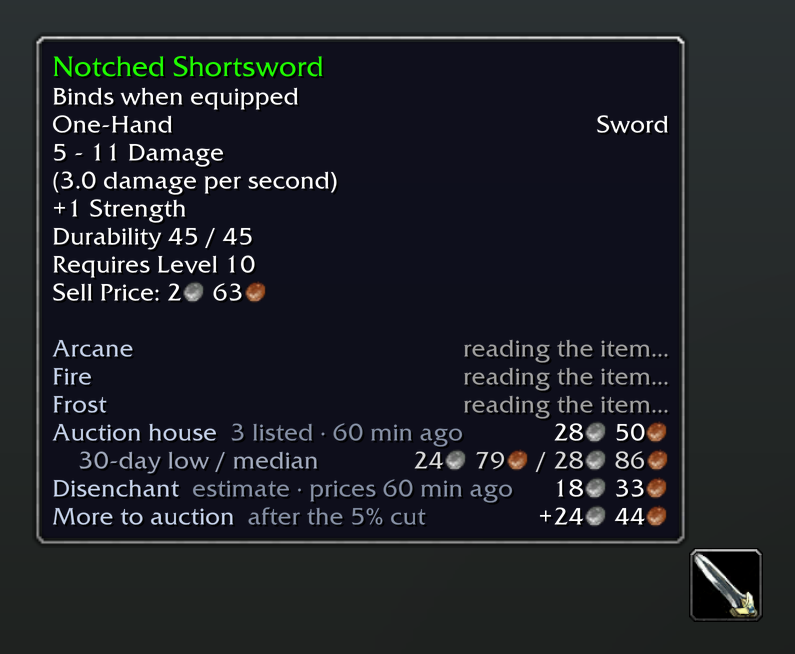 Notched Shortsword
Binds when equipped
One-Hand Sword
5 - 11 Damage
(3.0 damage per second)
+1 Strength
Durability 45 / 45
Requires Level 10
Sell Price: 2 63
Arcane reading the item...
Fire reading the item...
Frost reading the item...
Auction house 3 listed · 60 min ago 28 50
30-day low / median 24 79 / 28 86
Disenchant estimate · prices 60 min ago 18 33
More to auction after the 5% cut +24 44